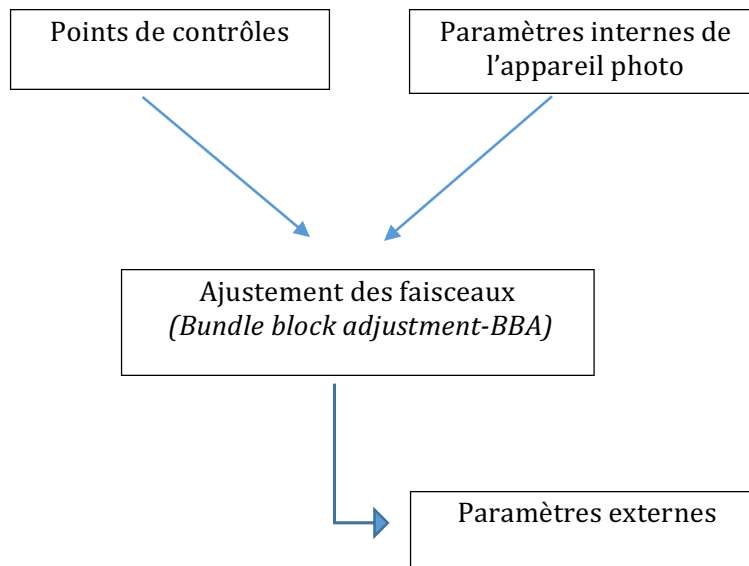 Points de contrôles
Paramètres internes de
l’appareil photo
Ajustement des faisceaux
(Bundle block adjustment-BBA)
Paramètres externes